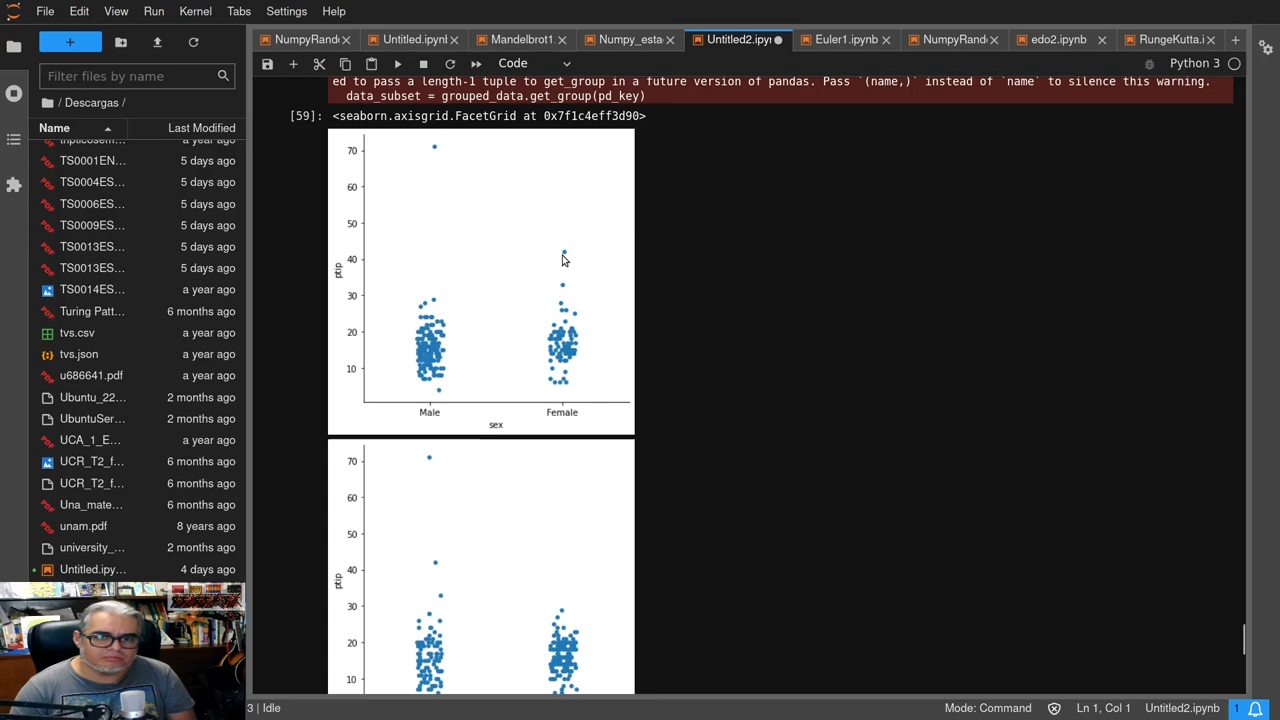 File Edit View Run Kernel Tabs Settings Help
NumpyRand Untitled.ipynl Mandelbrot1. Numpy_esta Untitled2.ipyı Euler1.ipynb NumpyRand edo2.ipynb RungeKutta.i
Code Python 3
Filter files by name
/ Descargas /
Name Last Modified
a year ago
TS0001EN... 5 days ago
TS0004ES... 5 days ago
TS0006ES... 5 days ago
TS0009ES... 5 days ago
TS0013ES... 5 days ago
TS0013ES... 5 days ago
TS0014ES... a year ago
Turing Patt... 6 months ago
tvs.csv a year ago
tvs.json a year ago
u686641.pdf a year ago
Ubuntu_22... 2 months ago
UbuntuSer... 2 months ago
UCA_1_E... a year ago
UCR_T2_f... 6 months ago
UCR_T2_f... 6 months ago
Una_mate... 6 months ago
unam.pdf 8 years ago
university_... 2 months ago
Untitled.ipy... 4 days ago
ed to pass a length-1 tuple to get_group in a future version of pandas. Pass `(name,)` instead of `name` to silence this warning.
data_subset = grouped_data.get_group(pd_key)
[59]: <seaborn.axisgrid.FacetGrid at 0x7f1c4eff3d90>
70
60
50
40
30
20
10
ptip
Male Female
sex
70
60
50
40
30
20
10
ptip
3 | Idle Mode: Command Ln 1, Col 1 Untitled2.ipynb 1